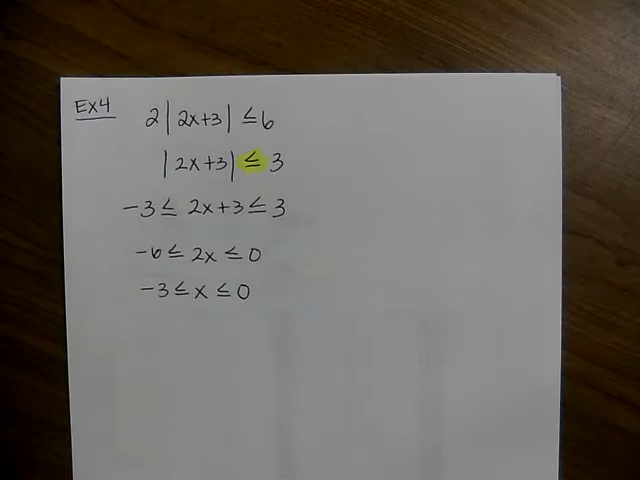 Ex4
2|2x+3| ≤ 6
|2x+3| ≤ 3
-3 ≤ 2x+3 ≤ 3
-6 ≤ 2x ≤ 0
-3 ≤ x ≤ 0